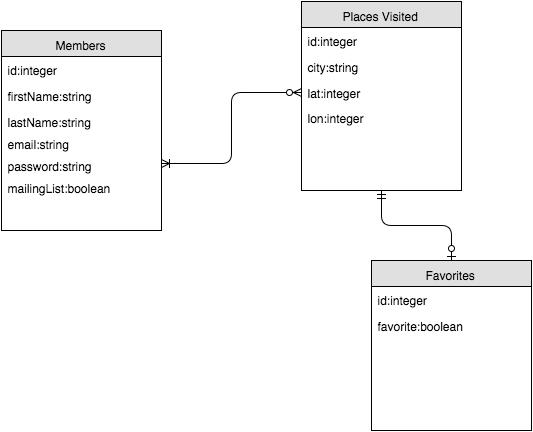 Members
id:integer
firstName:string
lastName:string
email:string
password:string
mailingList:boolean
Places Visited
id:integer
city:string
lat:integer
lon:integer
Favorites
id:integer
favorite:boolean